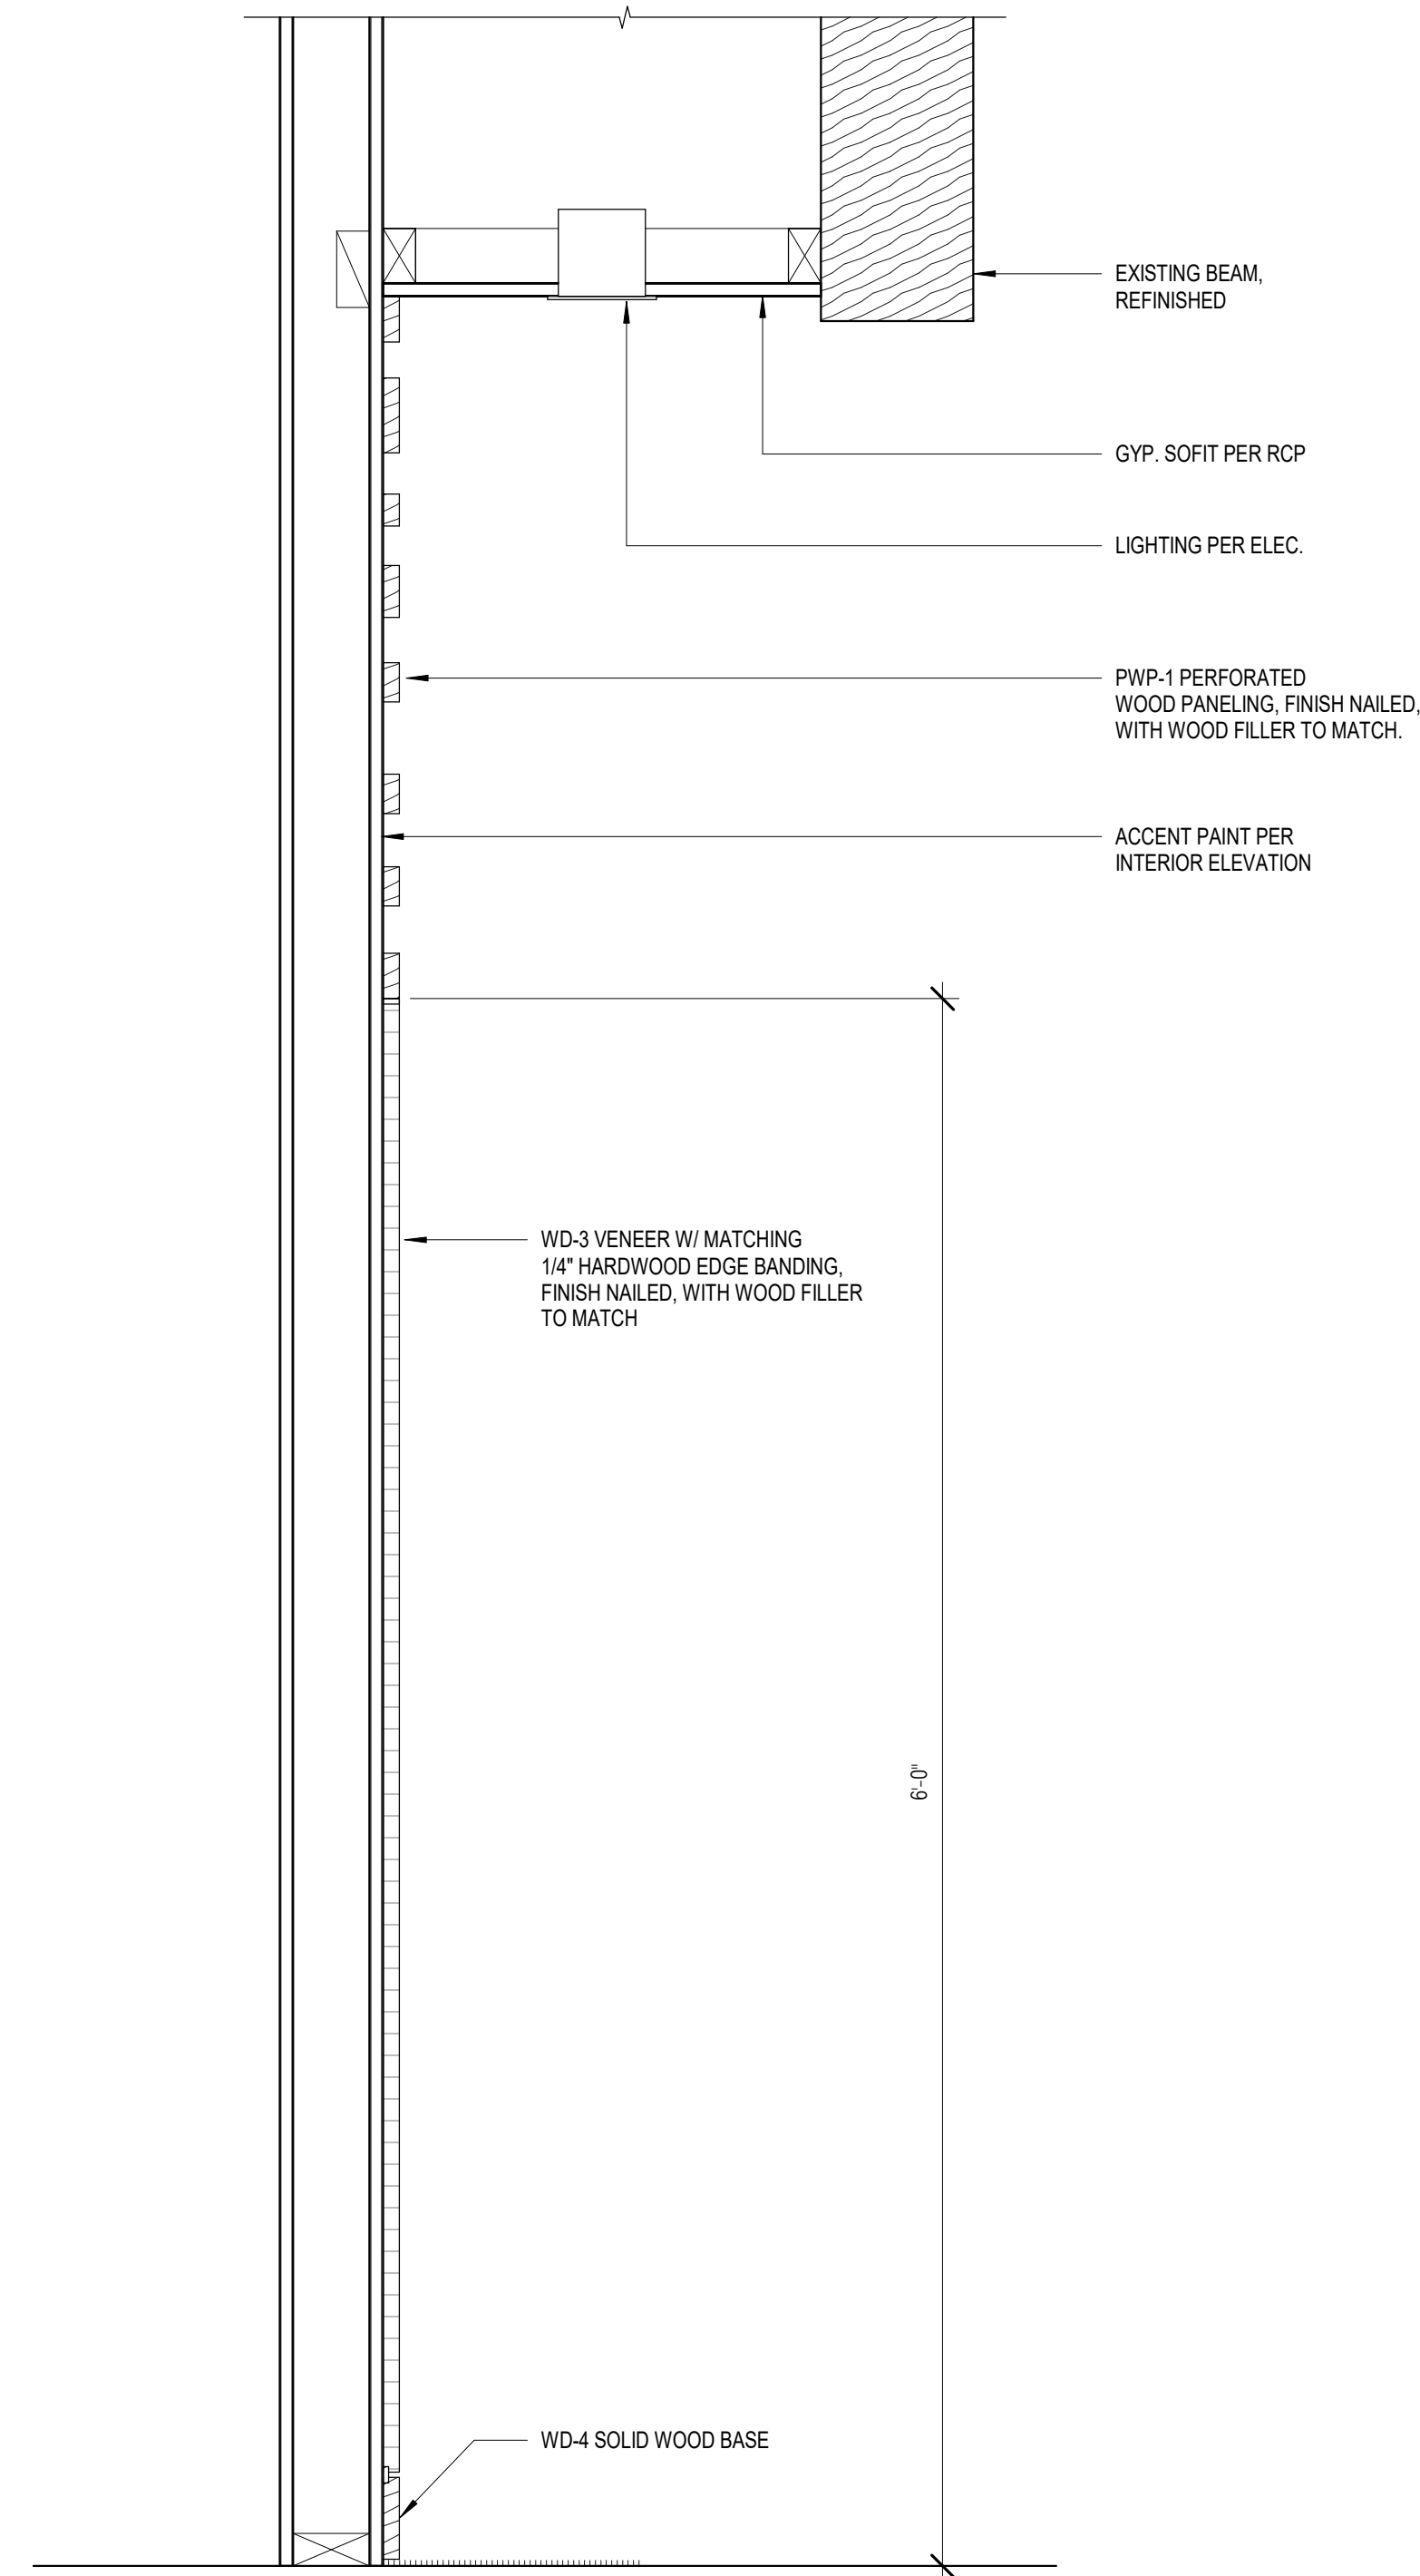 EXISTING BEAM,
REFINISHED
GYP. SOFIT PER RCP
LIGHTING PER ELEC.
PWP-1 PERFORATED
WOOD PANELING, FINISH NAILED,
WITH WOOD FILLER TO MATCH.
ACCENT PAINT PER
INTERIOR ELEVATION
WD-3 VENEER W/ MATCHING
1/4" HARDWOOD EDGE BANDING,
FINISH NAILED, WITH WOOD FILLER
TO MATCH
6'-0"
WD-4 SOLID WOOD BASE